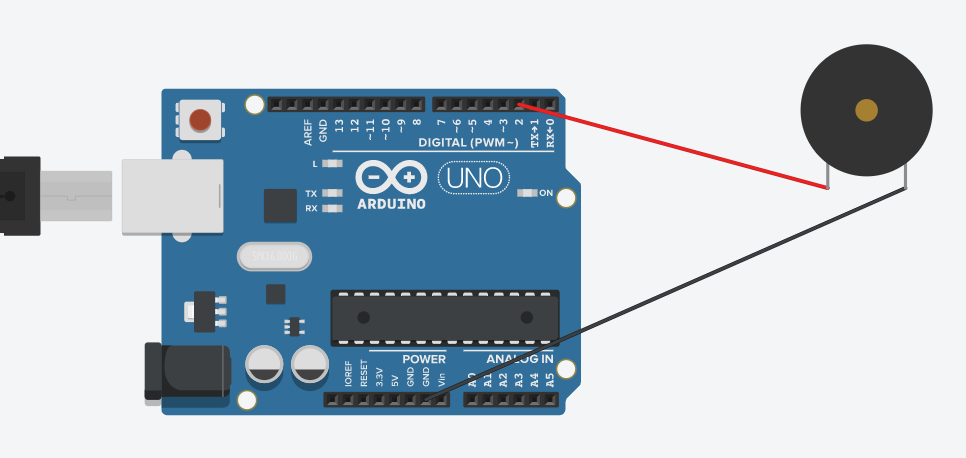 AREF
GND
13
12
~11
~10
~9
8
7
~6
~5
4
~3
2
TX→1
RX←0
DIGITAL (PWM~)
L
TX
RX
ARDUINO
UNO
ON
POWER
ANALOG IN
IOREF
RESET
3.3V
5V
GND
GND
Vin
A0
A1
A2
A3
A4
A5